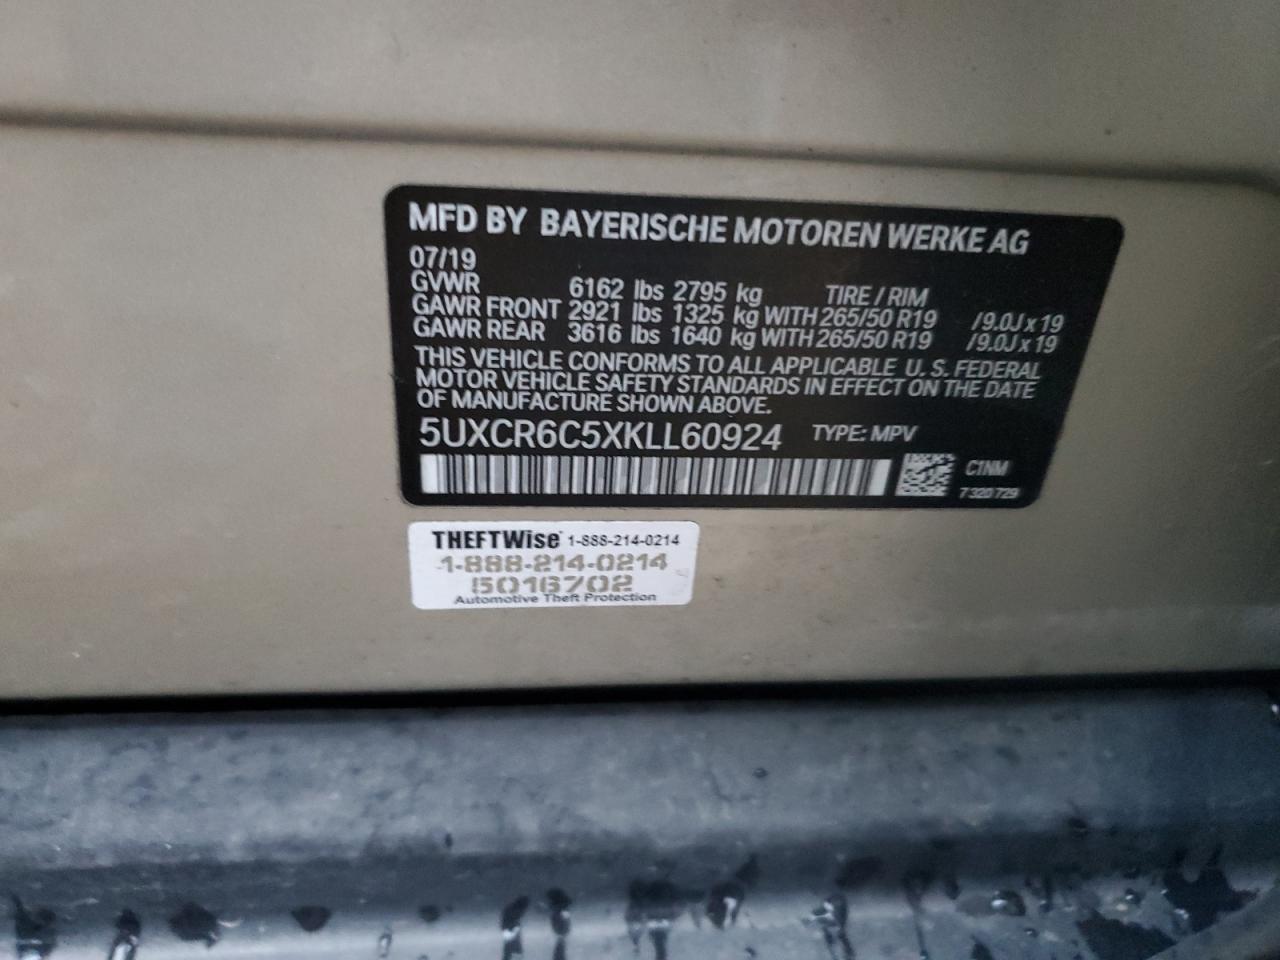 MFD BY BAYERISCHE MOTOREN WERKE AG
07/19
GVWR 6162 lbs 2795 kg TIRE / RIM
GAWR FRONT 2921 lbs 1325 kg WITH 265/50 R19 /9.0J x 19
GAWR REAR 3616 lbs 1640 kg WITH 265/50 R19 /9.0J x 19
THIS VEHICLE CONFORMS TO ALL APPLICABLE U. S. FEDERAL
MOTOR VEHICLE SAFETY STANDARDS IN EFFECT ON THE DATE
OF MANUFACTURE SHOWN ABOVE.
5UXCR6C5XKLL60924 TYPE: MPV
C1NM
7 320 729
THEFTWise 1-888-214-0214
1-888-214-0214
5016702
Automotive Theft Protection